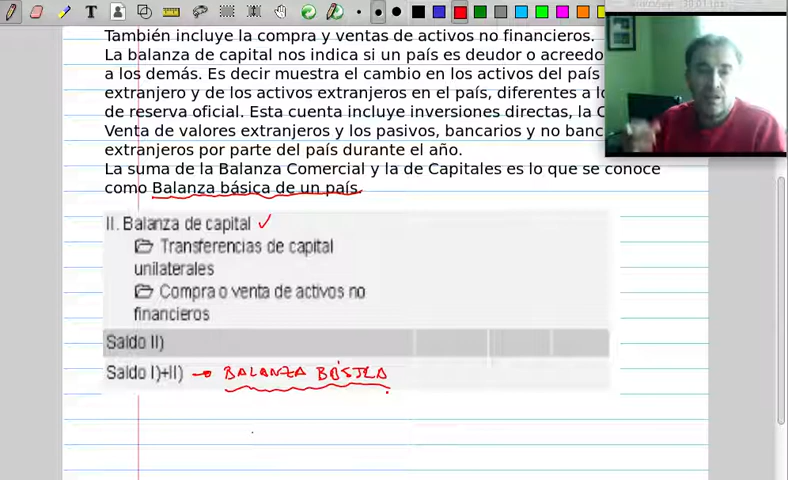 También incluye la compra y ventas de activos no financieros.
La balanza de capital nos indica si un país es deudor o acreedo
a los demás. Es decir muestra el cambio en los activos del país
extranjero y de los activos extranjeros en el país, diferentes a lo
de reserva oficial. Esta cuenta incluye inversiones directas, la C
Venta de valores extranjeros y los pasivos, bancarios y no banc
extranjeros por parte del país durante el año.
La suma de la Balanza Comercial y la de Capitales es lo que se conoce
como Balanza básica de un país.
II. Balanza de capital ✓
Transferencias de capital
unilaterales
Compra o venta de activos no
financieros
Saldo II)
Saldo I)+II) → BALANZA BÁSICA